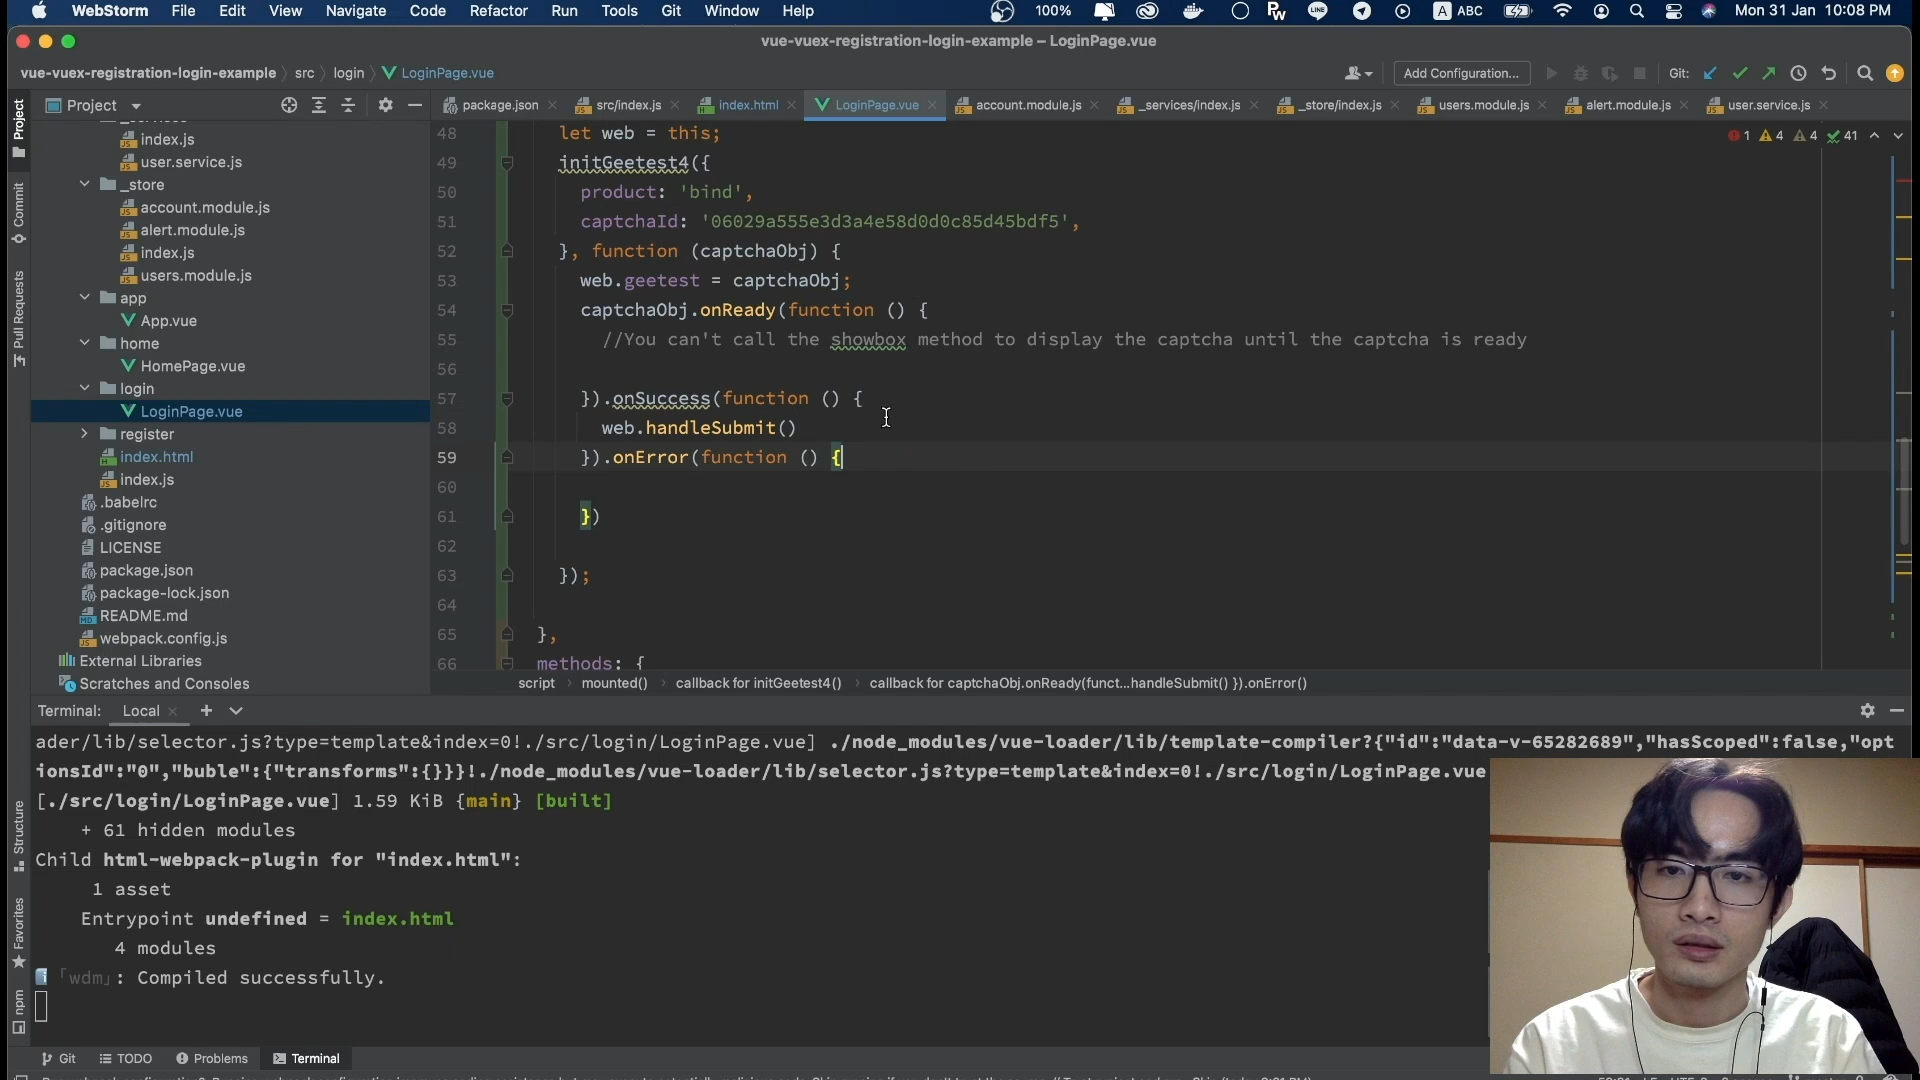 WebStorm File Edit View Navigate Code Refactor Run Tools Git Window Help 100% A ABC Mon 31 Jan 10:08 PM
vue-vuex-registration-login-example – LoginPage.vue
vue-vuex-registration-login-example src login LoginPage.vue Add Configuration... Git:
Project package.json src/index.js index.html LoginPage.vue account.module.js _services/index.js _store/index.js users.module.js alert.module.js user.service.js
Project
Commit
Pull Requests
Structure
Favorites
npm
index.js
user.service.js
_store
account.module.js
alert.module.js
index.js
users.module.js
app
App.vue
home
HomePage.vue
login
LoginPage.vue
register
index.html
index.js
.babelrc
.gitignore
LICENSE
package.json
package-lock.json
README.md
webpack.config.js
External Libraries
Scratches and Consoles
1 4 4 41
48 let web = this;
49 initGeetest4({
50 product: 'bind',
51 captchaId: '06029a555e3d3a4e58d0d0c85d45bdf5',
52 }, function (captchaObj) {
53 web.geetest = captchaObj;
54 captchaObj.onReady(function () {
55 //You can't call the showbox method to display the captcha until the captcha is ready
56
57 }).onSuccess(function () {
58 web.handleSubmit()
59 }).onError(function () {
60
61 })
62
63 });
64
65 },
66 methods: {
script mounted() callback for initGeetest4() callback for captchaObj.onReady(funct...handleSubmit() }).onError()
Terminal: Local
ader/lib/selector.js?type=template&index=0!./src/login/LoginPage.vue] ./node_modules/vue-loader/lib/template-compiler?{"id":"data-v-65282689","hasScoped":false,"opt
ionsId":"0","buble":{"transforms":{}}}!./node_modules/vue-loader/lib/selector.js?type=template&index=0!./src/login/LoginPage.vue
[./src/login/LoginPage.vue] 1.59 KiB {main} [built]
+ 61 hidden modules
Child html-webpack-plugin for "index.html":
1 asset
Entrypoint undefined = index.html
4 modules
「wdm」: Compiled successfully.
Git TODO Problems Terminal